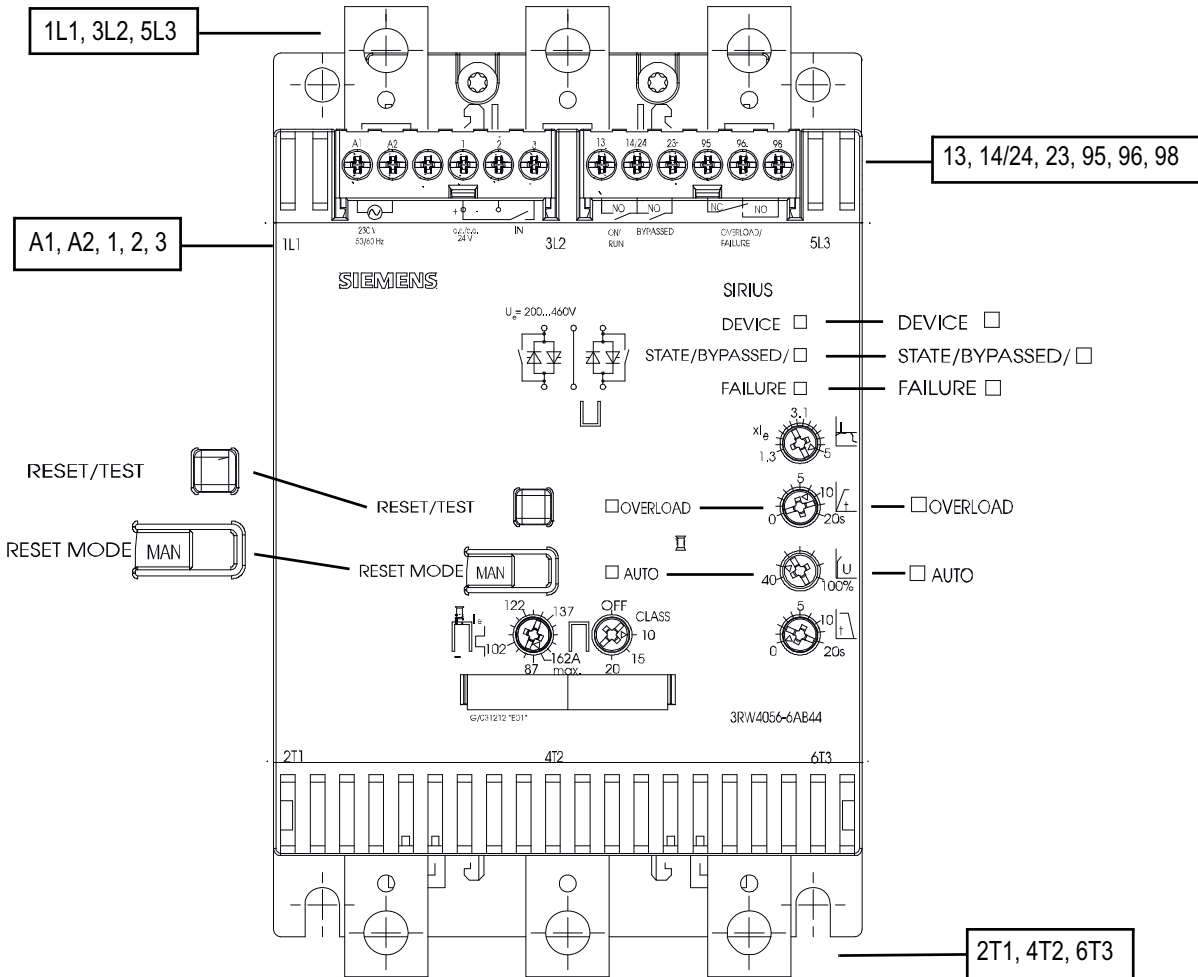 1L1, 3L2, 5L3
A1 A2 1 2 3 13 14/24 23 95 96 98
13, 14/24, 23, 95, 96, 98
A1, A2, 1, 2, 3
+ - NO NO NC NO
230V 50/60 Hz
24 V
IN
ON/ RUN
BYPASSED
OVERLOAD/ FAILURE
1L1 3L2 5L3
SIEMENS
SIRIUS
Ue= 200...460V
DEVICE DEVICE
STATE/BYPASSED/ STATE/BYPASSED/
FAILURE FAILURE
xIe 1.3 3.1 5
RESET/TEST
RESET/TEST
OVERLOAD 0 5 10 20s t OVERLOAD
RESET MODE MAN
RESET MODE MAN
AUTO 40 100% U AUTO
Ie 87 102 122 137 162A max.
OFF CLASS 10 15 20
0 5 10 20s t
G/031212 "E01"
3RW4056-6AB44
2T1 4T2 6T3
2T1, 4T2, 6T3